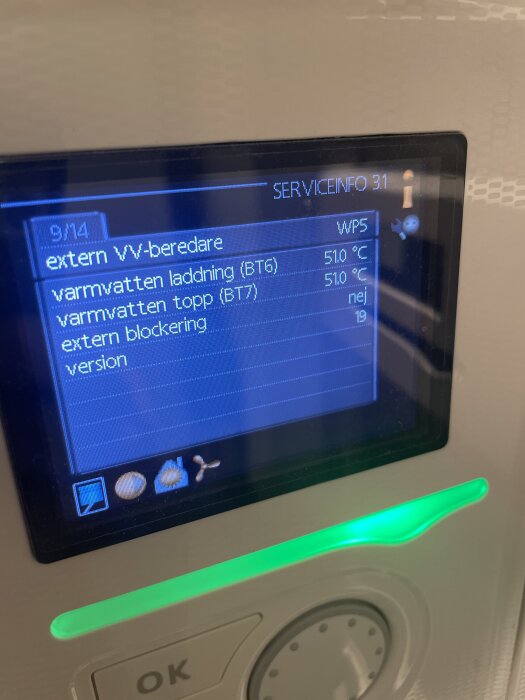 SERVICEINFO 3.1
9/14
extern VV-beredare WP5
varmvatten laddning (BT6) 51.0 °C
varmvatten topp (BT7) 51.0 °C
extern blockering nej
version 19
OK